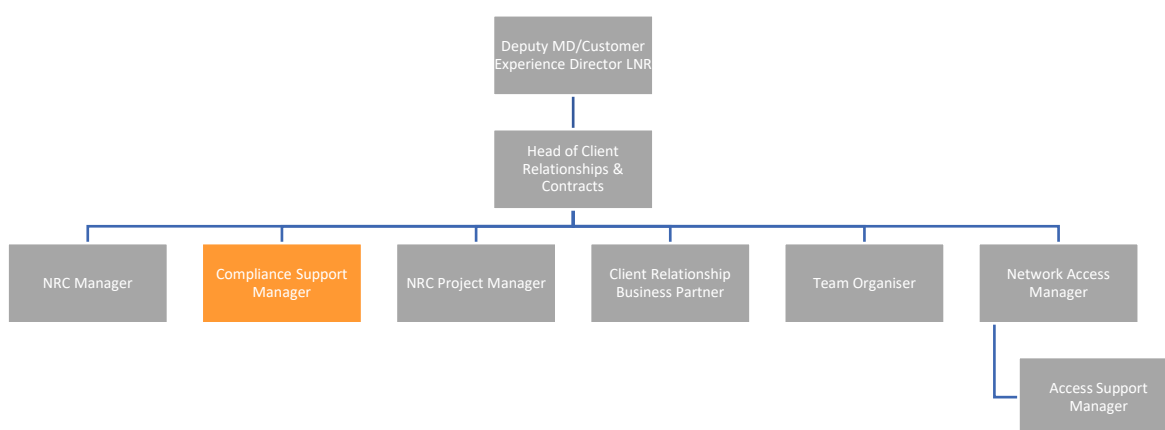 Deputy MD/Customer
Experience Director LNR
Head of Client
Relationships &
Contracts
NRC Manager
Compliance Support
Manager
NRC Project Manager
Client Relationship
Business Partner
Team Organiser
Network Access
Manager
Access Support
Manager